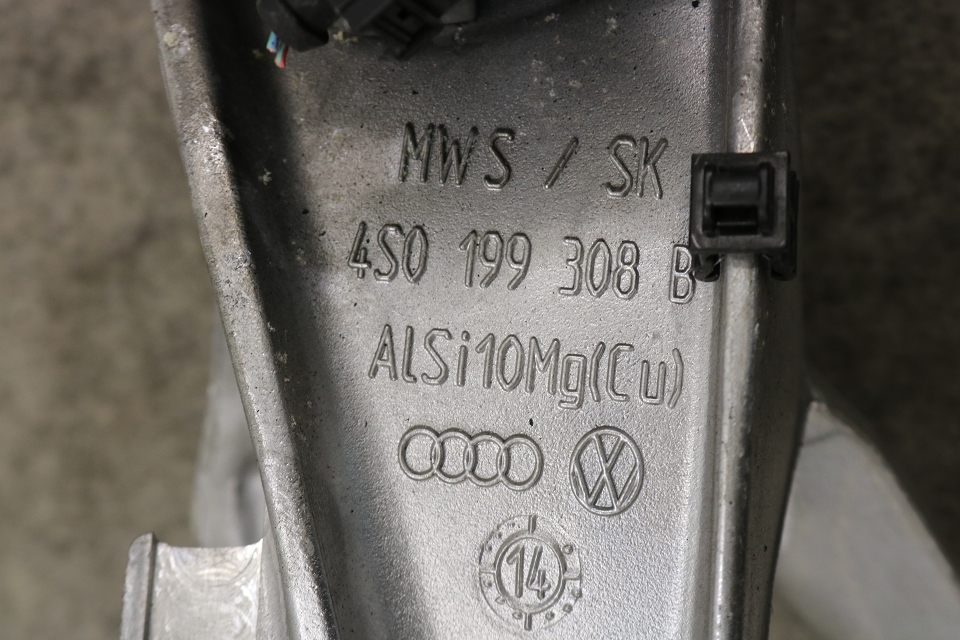 MWS / SK
4S0 199 308 B
AlSi10Mg(Cu)
14